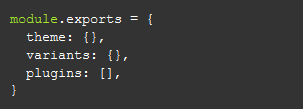 module.exports = {
  theme: {},
  variants: {},
  plugins: [],
}